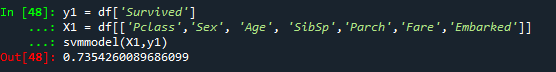 In [48]: y1 = df['Survived']
...: X1 = df[['Pclass','Sex', 'Age', 'SibSp','Parch','Fare','Embarked']]
...: svmmodel(X1,y1)
Out[48]: 0.7354260089686099